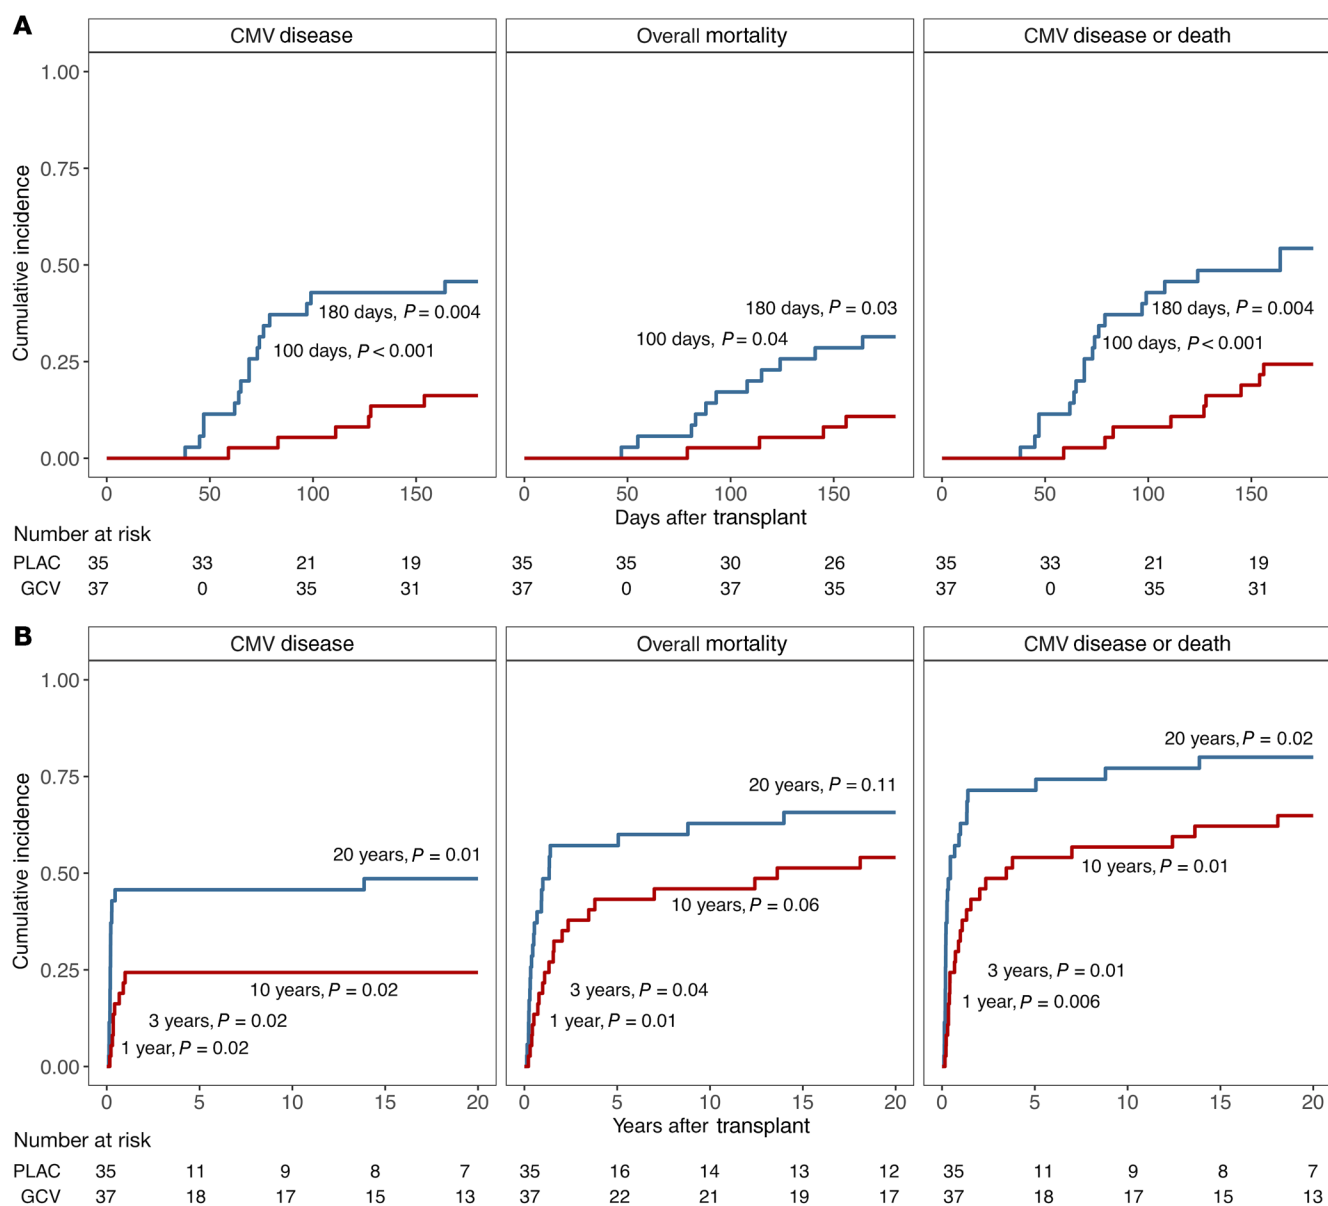 A
CMV disease
Overall mortality
CMV disease or death
Cumulative incidence
1.00
0.75
0.50
0.25
0.00
180 days, P = 0.004
100 days, P < 0.001
180 days, P = 0.03
100 days, P = 0.04
180 days, P = 0.004
100 days, P < 0.001
0 50 100 150
0 50 100 150
0 50 100 150
Days after transplant
Number at risk
PLAC 35 33 21 19 35 35 30 26 35 33 21 19
GCV 37 0 35 31 37 0 37 35 37 0 35 31
B
CMV disease
Overall mortality
CMV disease or death
Cumulative incidence
1.00
0.75
0.50
0.25
0.00
20 years, P = 0.01
10 years, P = 0.02
3 years, P = 0.02
1 year, P = 0.02
20 years, P = 0.11
10 years, P = 0.06
3 years, P = 0.04
1 year, P = 0.01
20 years, P = 0.02
10 years, P = 0.01
3 years, P = 0.01
1 year, P = 0.006
0 5 10 15 20
0 5 10 15 20
0 5 10 15 20
Years after transplant
Number at risk
PLAC 35 11 9 8 7 35 16 14 13 12 35 11 9 8 7
GCV 37 18 17 15 13 37 22 21 19 17 37 18 17 15 13